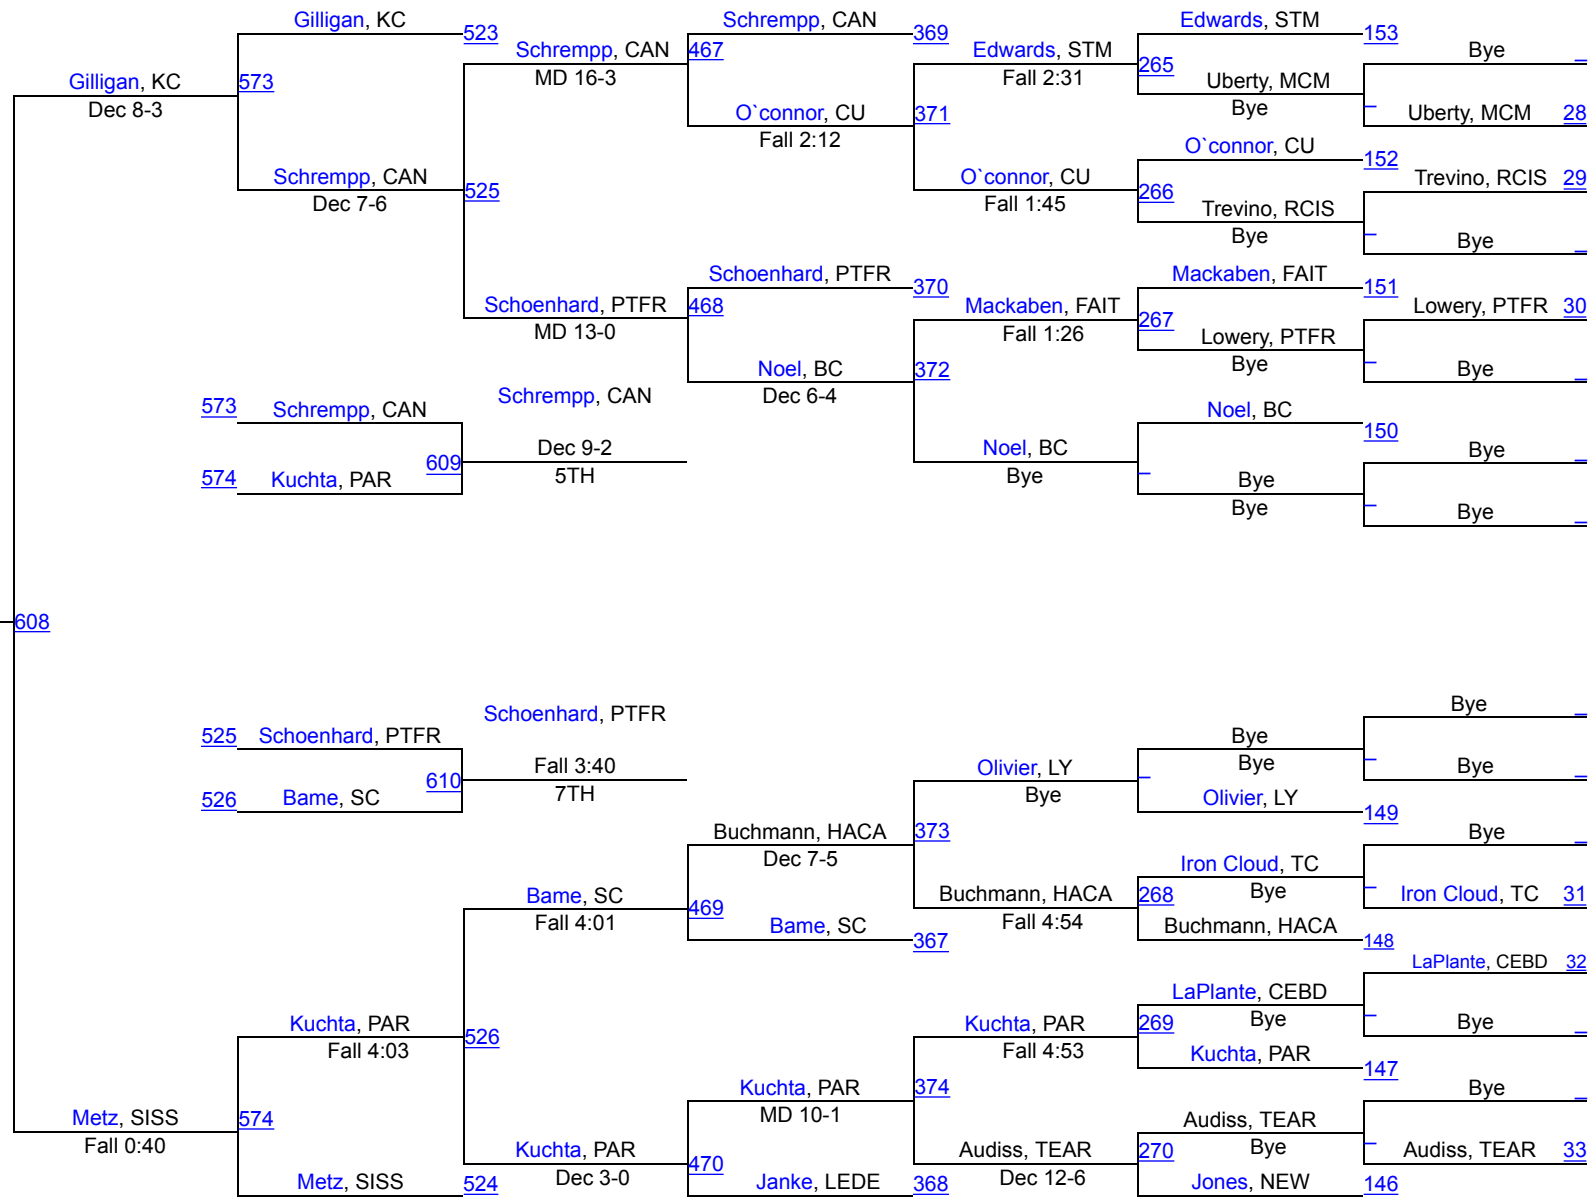 Gilligan, KC
523
Schrempp, CAN
369
Edwards, STM
153
Bye
Schrempp, CAN
467
MD 16-3
Edwards, STM
265
Fall 2:31
Gilligan, KC
573
Dec 8-3
Uberty, MCM
Bye
Uberty, MCM 28
O`connor, CU
371
Fall 2:12
O`connor, CU
152
Schrempp, CAN
525
Dec 7-6
O`connor, CU
266
Fall 1:45
Trevino, RCIS 29
Trevino, RCIS
Bye
Bye
Schoenhard, PTFR
370
Mackaben, FAIT
151
Schoenhard, PTFR
468
MD 13-0
Mackaben, FAIT
267
Fall 1:26
Lowery, PTFR 30
Lowery, PTFR
Bye
Noel, BC
372
Dec 6-4
Bye
573 Schrempp, CAN
Schrempp, CAN
Noel, BC
150
609
Dec 9-2
5TH
Noel, BC
Bye
Bye
574 Kuchta, PAR
Bye
Bye
Bye
608
Schoenhard, PTFR
Bye
525 Schoenhard, PTFR
Bye
Bye
610
Fall 3:40
7TH
Olivier, LY
Bye
Bye
526 Bame, SC
Olivier, LY
149
Buchmann, HACA
373
Dec 7-5
Bye
Iron Cloud, TC
Bye
Bame, SC
469
Fall 4:01
Buchmann, HACA
268
Fall 4:54
Iron Cloud, TC 31
Bame, SC
367
Buchmann, HACA
148
LaPlante, CEBD 32
LaPlante, CEBD
Bye
Kuchta, PAR
526
Fall 4:03
Kuchta, PAR
269
Fall 4:53
Bye
Kuchta, PAR
147
Kuchta, PAR
374
MD 10-1
Bye
Metz, SISS
574
Fall 0:40
Audiss, TEAR
Bye
Kuchta, PAR
470
Dec 3-0
Audiss, TEAR
270
Dec 12-6
Audiss, TEAR 33
Metz, SISS
524
Janke, LEDE
368
Jones, NEW
146